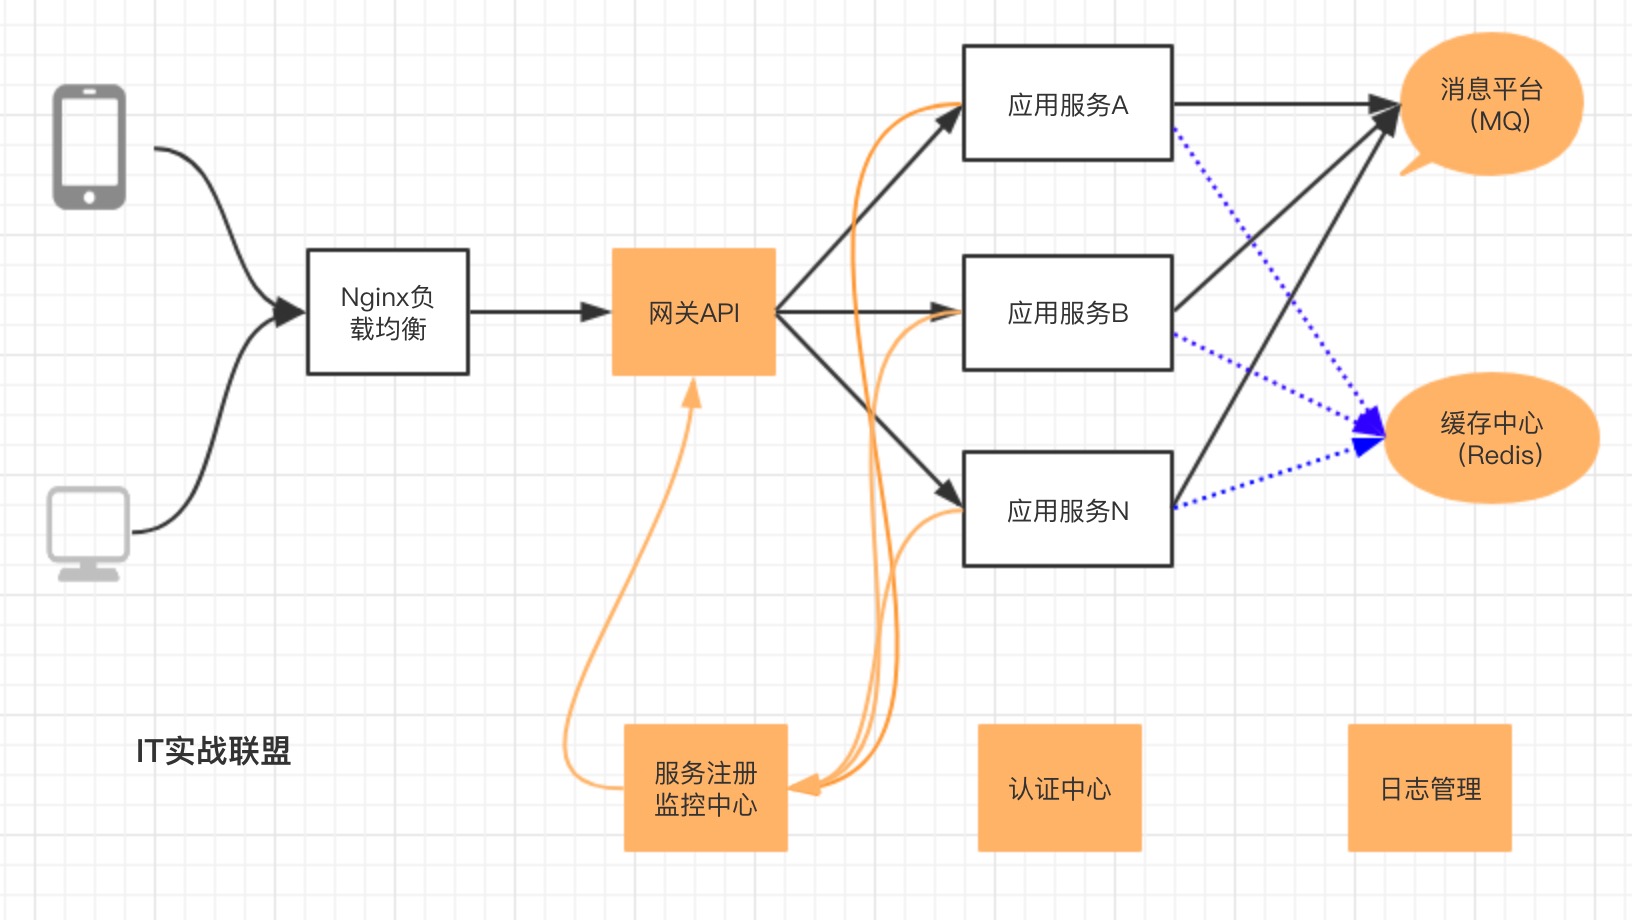 应用服务A
消息平台
（MQ）
Nginx负
载均衡
网关API
应用服务B
缓存中心
（Redis）
应用服务N
IT实战联盟
服务注册
监控中心
认证中心
日志管理